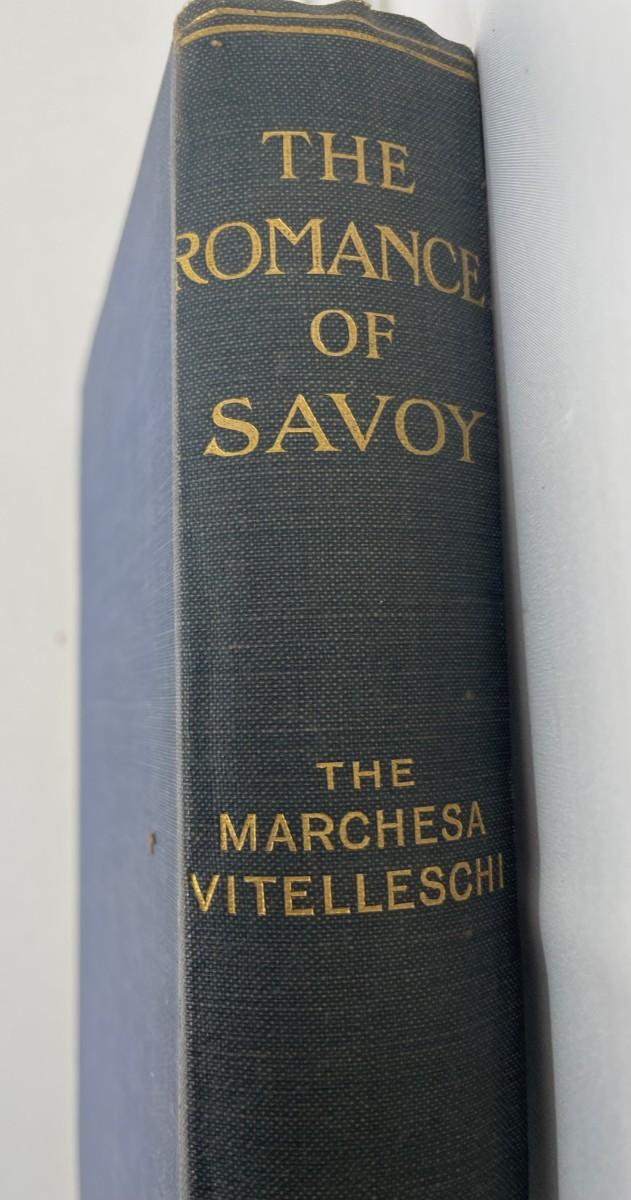 THE
ROMANCE
OF
SAVOY
THE
MARCHESA
VITELLESCHI